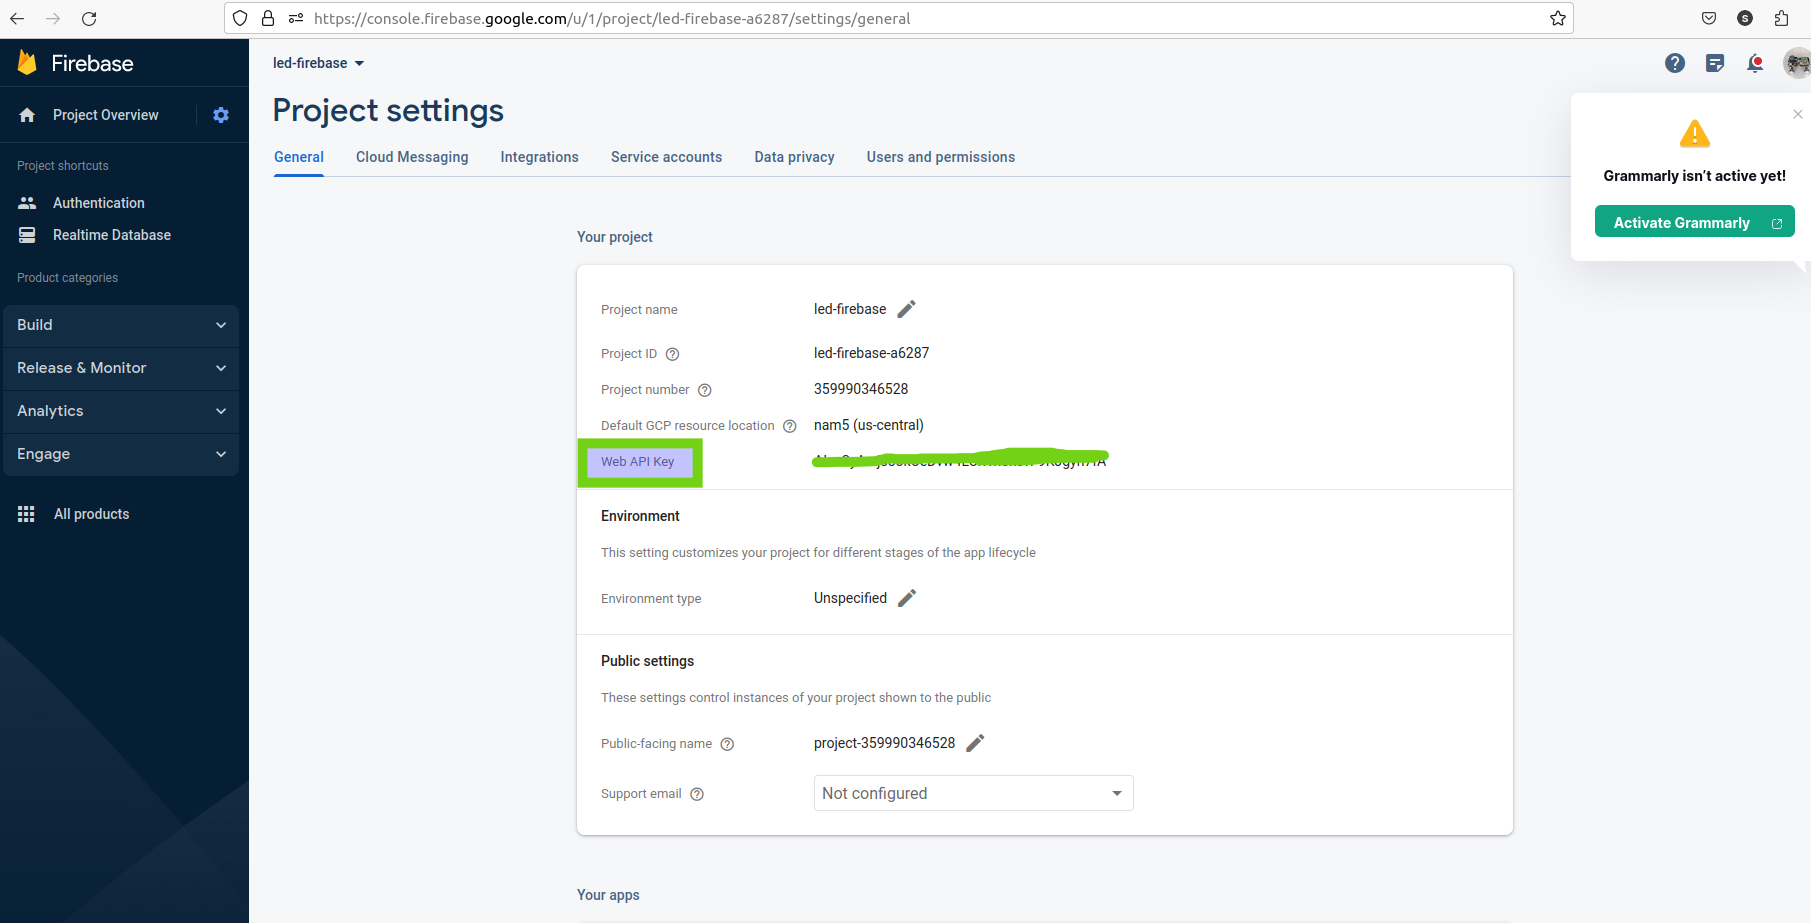 https://console.firebase.google.com/u/1/project/led-firebase-a6287/settings/general
S
Firebase
led-firebase
Project Overview
Project settings
General Cloud Messaging Integrations Service accounts Data privacy Users and permissions
Grammarly isn't active yet!
Activate Grammarly
Project shortcuts
Authentication
Realtime Database
Product categories
Build
Release & Monitor
Analytics
Engage
All products
Your project
Project name led-firebase
Project ID led-firebase-a6287
Project number 359990346528
Default GCP resource location nam5 (us-central)
Web API Key
Environment
This setting customizes your project for different stages of the app lifecycle
Environment type Unspecified
Public settings
These settings control instances of your project shown to the public
Public-facing name project-359990346528
Support email Not configured
Your apps